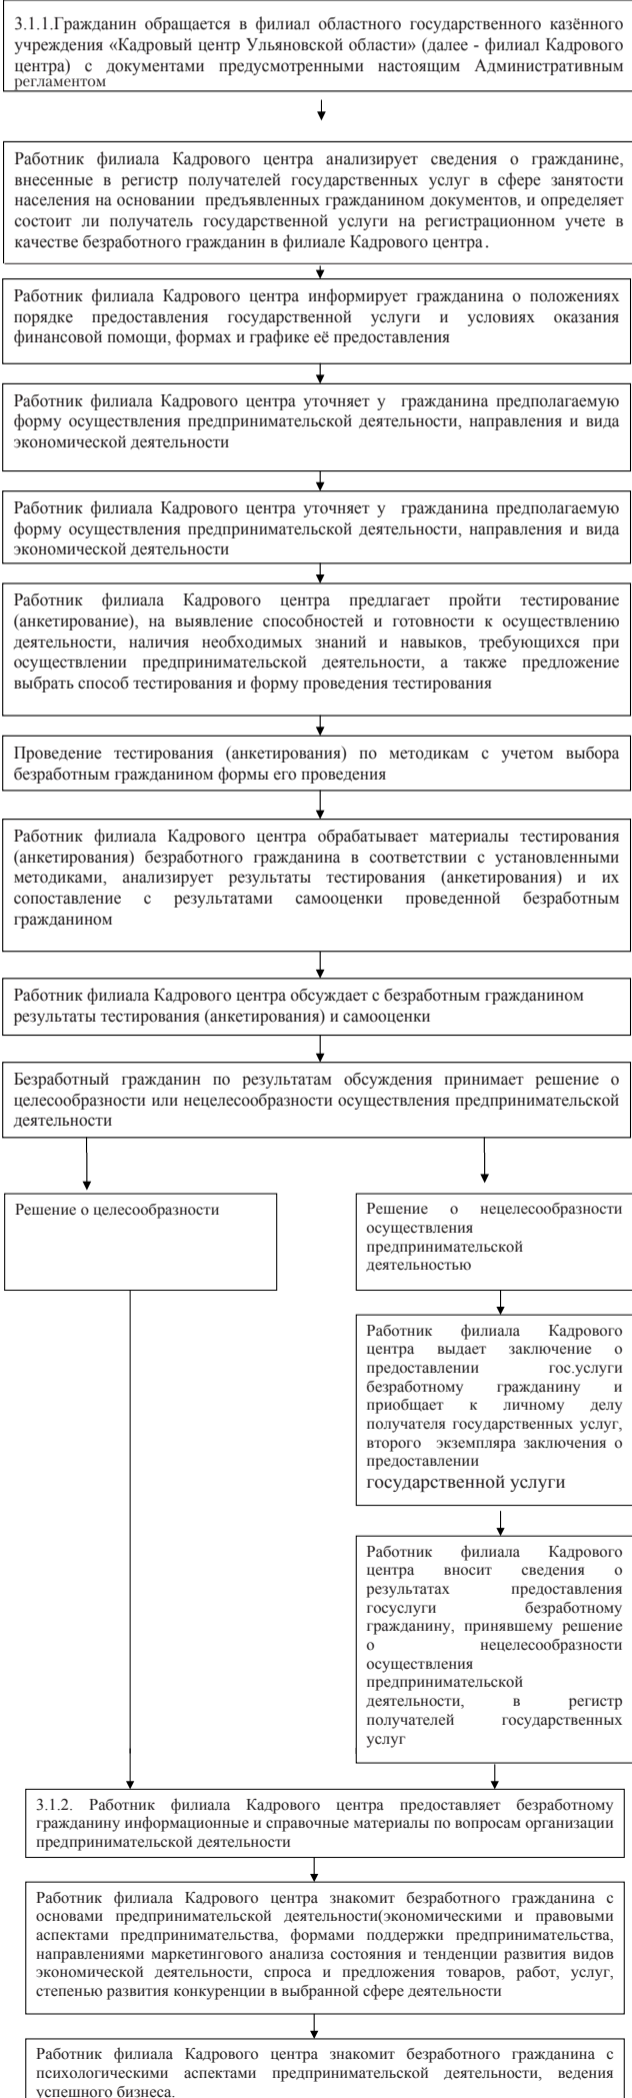 3.1.1.Гражданин обращается в филиал областного государственного казённого
учреждения «Кадровый центр Ульяновской области» (далее - филиал Кадрового
центра) с документами предусмотренными настоящим Административным
регламентом
Работник филиала Кадрового центра анализирует сведения о гражданине,
внесенные в регистр получателей государственных услуг в сфере занятости
населения на основании предъявленных гражданином документов, и определяет
состоит ли получатель государственной услуги на регистрационном учете в
качестве безработного гражданин в филиале Кадрового центра.
Работник филиала Кадрового центра информирует гражданина о положениях
порядке предоставления государственной услуги и условиях оказания
финансовой помощи, формах и графике её предоставления
Работник филиала Кадрового центра уточняет у гражданина предполагаемую
форму осуществления предпринимательской деятельности, направления и вида
экономической деятельности
Работник филиала Кадрового центра уточняет у гражданина предполагаемую
форму осуществления предпринимательской деятельности, направления и вида
экономической деятельности
Работник филиала Кадрового центра предлагает пройти тестирование
(анкетирование), на выявление способностей и готовности к осуществлению
деятельности, наличия необходимых знаний и навыков, требующихся при
осуществлении предпринимательской деятельности, а также предложение
выбрать способ тестирования и форму проведения тестирования
Проведение тестирования (анкетирования) по методикам с учетом выбора
безработным гражданином формы его проведения
Работник филиала Кадрового центра обрабатывает материалы тестирования
(анкетирования) безработного гражданина в соответствии с установленными
методиками, анализирует результаты тестирования (анкетирования) и их
сопоставление с результатами самооценки проведенной безработным
гражданином
Работник филиала Кадрового центра обсуждает с безработным гражданином
результаты тестирования (анкетирования) и самооценки
Безработный гражданин по результатам обсуждения принимает решение о
целесообразности или нецелесообразности осуществления предпринимательской
деятельности
Решение о целесообразности
Решение о нецелесообразности
осуществления
предпринимательской
деятельностью
Работник филиала Кадрового
центра выдает заключение о
предоставлении гос.услуги
безработному гражданину и
приобщает к личному делу
получателя государственных услуг,
второго экземпляра заключения о
предоставлении
государственной услуги
Работник филиала Кадрового
центра вносит сведения о
результатах предоставления
госуслуги безработному
гражданину, принявшему решение
о нецелесообразности
осуществления
предпринимательской
деятельности, в регистр
получателей государственных
услуг
3.1.2. Работник филиала Кадрового центра предоставляет безработному
гражданину информационные и справочные материалы по вопросам организации
предпринимательской деятельности
Работник филиала Кадрового центра знакомит безработного гражданина с
основами предпринимательской деятельности(экономическими и правовыми
аспектами предпринимательства, формами поддержки предпринимательства,
направлениями маркетингового анализа состояния и тенденции развития видов
экономической деятельности, спроса и предложения товаров, работ, услуг,
степенью развития конкуренции в выбранной сфере деятельности
Работник филиала Кадрового центра знакомит безработного гражданина с
психологическими аспектами предпринимательской деятельности, ведения
успешного бизнеса.